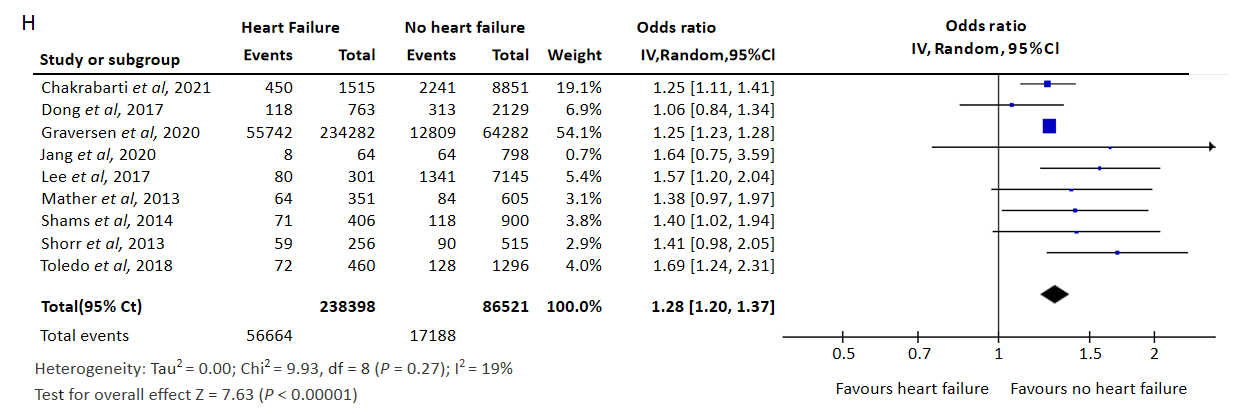 H
Heart Failure No heart failure Odds ratio Odds ratio
Study or subgroup Events Total Events Total Weight IV,Random,95%Cl IV,Random,95%Cl
Chakrabarti et al, 2021 450 1515 2241 8851 19.1% 1.25 [1.11, 1.41]
Dong et al, 2017 118 763 313 2129 6.9% 1.06 [0.84, 1.34]
Graversen et al, 2020 55742 234282 12809 64282 54.1% 1.25 [1.23, 1.28]
Jang et al, 2020 8 64 64 798 0.7% 1.64 [0.75, 3.59]
Lee et al, 2017 80 301 1341 7145 5.4% 1.57 [1.20, 2.04]
Mather et al, 2013 64 351 84 605 3.1% 1.38 [0.97, 1.97]
Shams et al, 2014 71 406 118 900 3.8% 1.40 [1.02, 1.94]
Shorr et al, 2013 59 256 90 515 2.9% 1.41 [0.98, 2.05]
Toledo et al, 2018 72 460 128 1296 4.0% 1.69 [1.24, 2.31]
Total(95% Ct) 238398 86521 100.0% 1.28 [1.20, 1.37]
Total events 56664 17188
0.5 0.7 1 1.5 2
Heterogeneity: Tau² = 0.00; Chi² = 9.93, df = 8 (P = 0.27); I² = 19%
Test for overall effect Z = 7.63 (P < 0.00001)
Favours heart failure Favours no heart failure